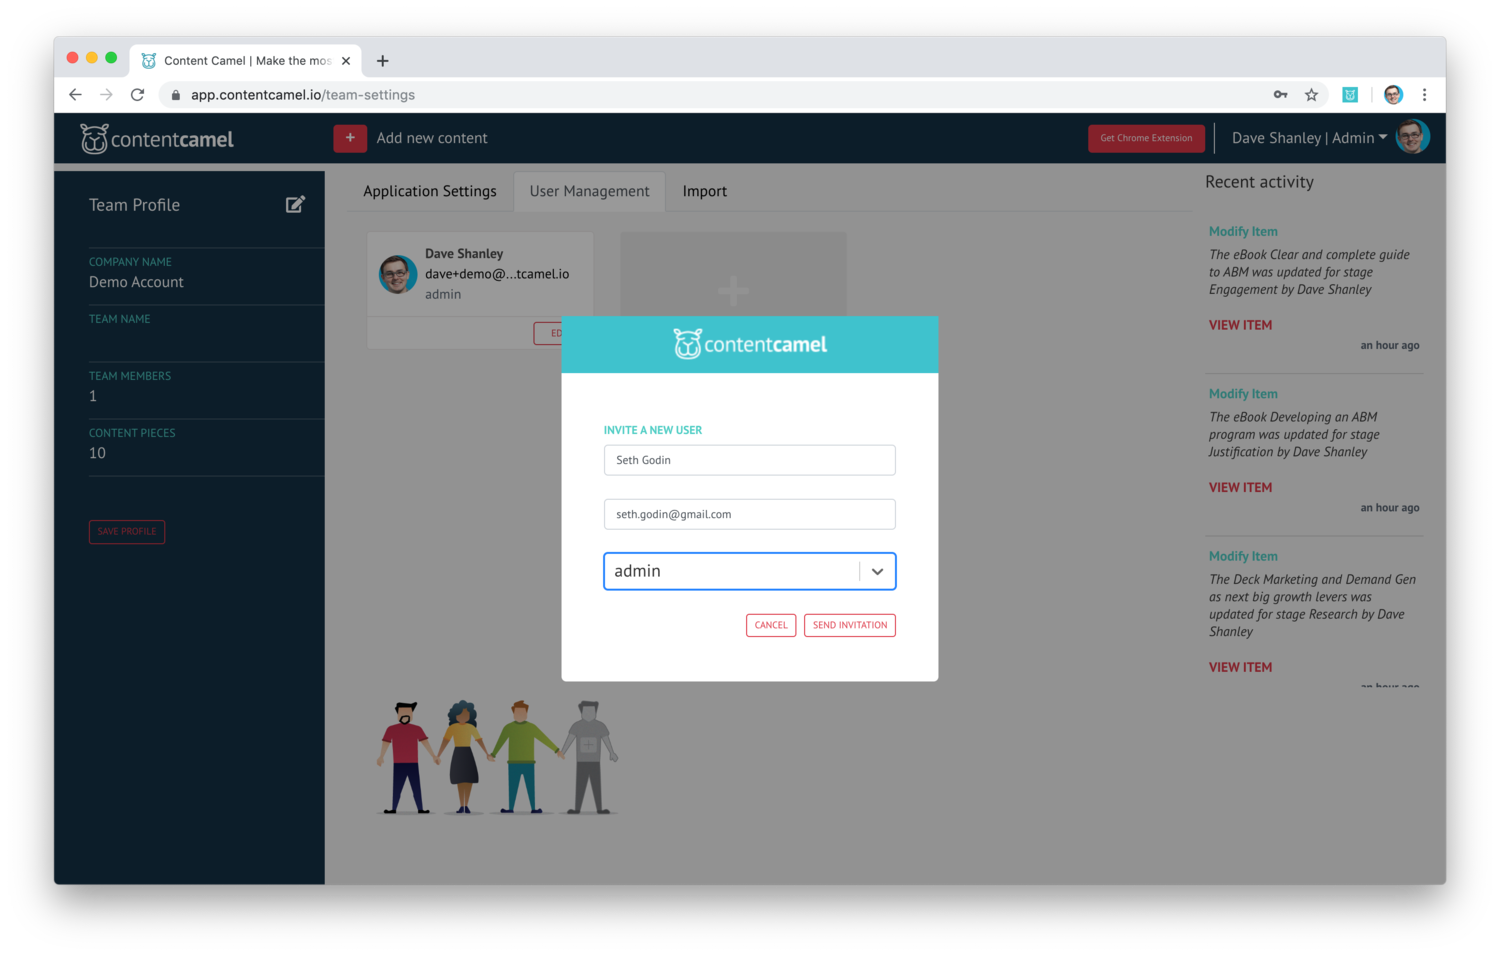 Content Camel | Make the mos
app.contentcamel.io/team-settings
contentcamel
Add new content
Get Chrome Extension
Dave Shanley | Admin
Team Profile
COMPANY NAME
Demo Account
TEAM NAME
TEAM MEMBERS
1
CONTENT PIECES
10
SAVE PROFILE
Application Settings
User Management
Import
Dave Shanley
dave+demo@...tcamel.io
admin
ED
contentcamel
INVITE A NEW USER
Seth Godin
seth.godin@gmail.com
admin
CANCEL
SEND INVITATION
Recent activity
Modify Item
The eBook Clear and complete guide
to ABM was updated for stage
Engagement by Dave Shanley
VIEW ITEM
an hour ago
Modify Item
The eBook Developing an ABM
program was updated for stage
Justification by Dave Shanley
VIEW ITEM
an hour ago
Modify Item
The Deck Marketing and Demand Gen
as next big growth levers was
updated for stage Research by Dave
Shanley
VIEW ITEM
an hour ago